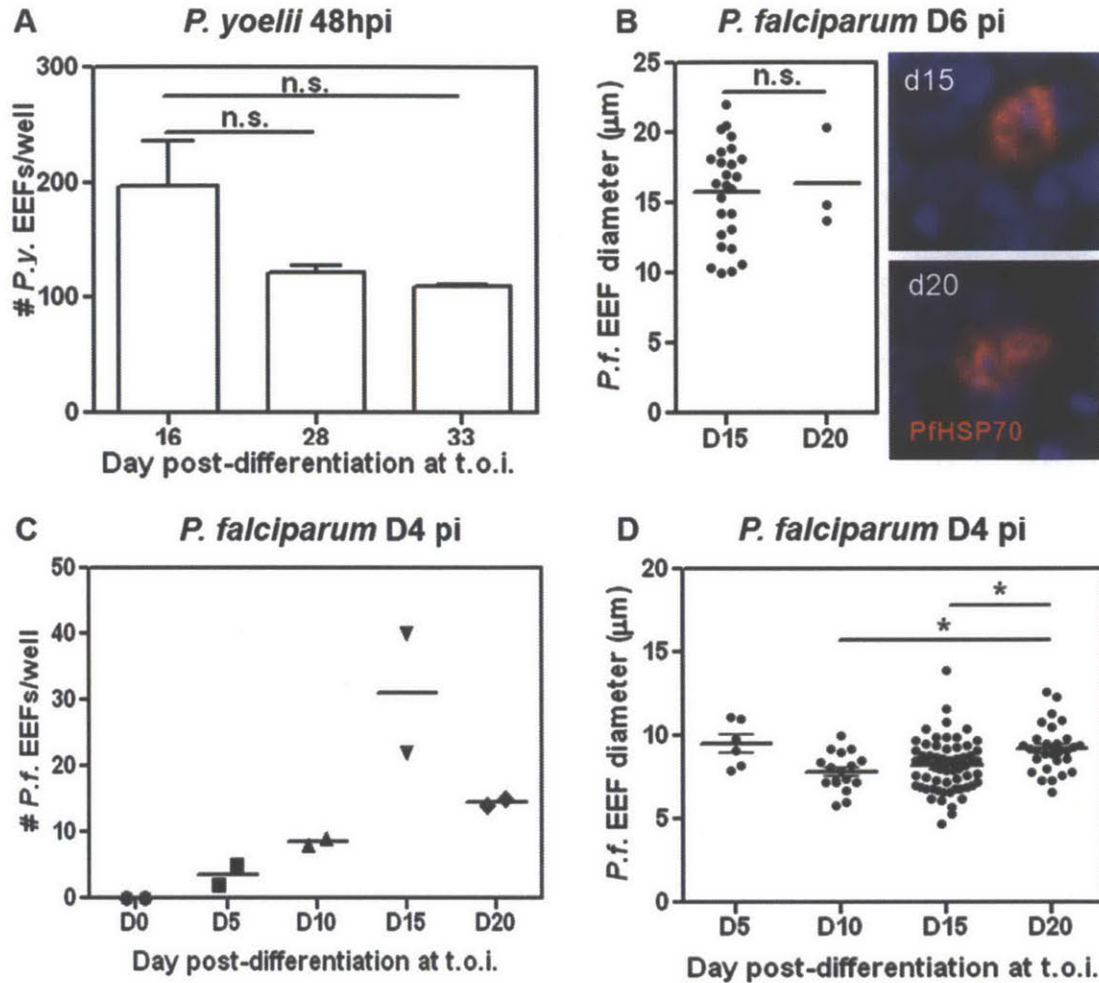 A
P. yoelii 48hpi
# P.y. EEFs/well
300
200
100
0
n.s.
n.s.
16 28 33
Day post-differentiation at t.o.i.
B
P. falciparum D6 pi
P.f. EEF diameter (μm)
25
20
15
10
5
0
n.s.
D15 D20
d15
d20
PfHSP70
C
P. falciparum D4 pi
# P.f. EEFs/well
50
40
30
20
10
0
D0 D5 D10 D15 D20
Day post-differentiation at t.o.i.
D
P. falciparum D4 pi
P.f. EEF diameter (μm)
20
15
10
5
0
*
*
D5 D10 D15 D20
Day post-differentiation at t.o.i.